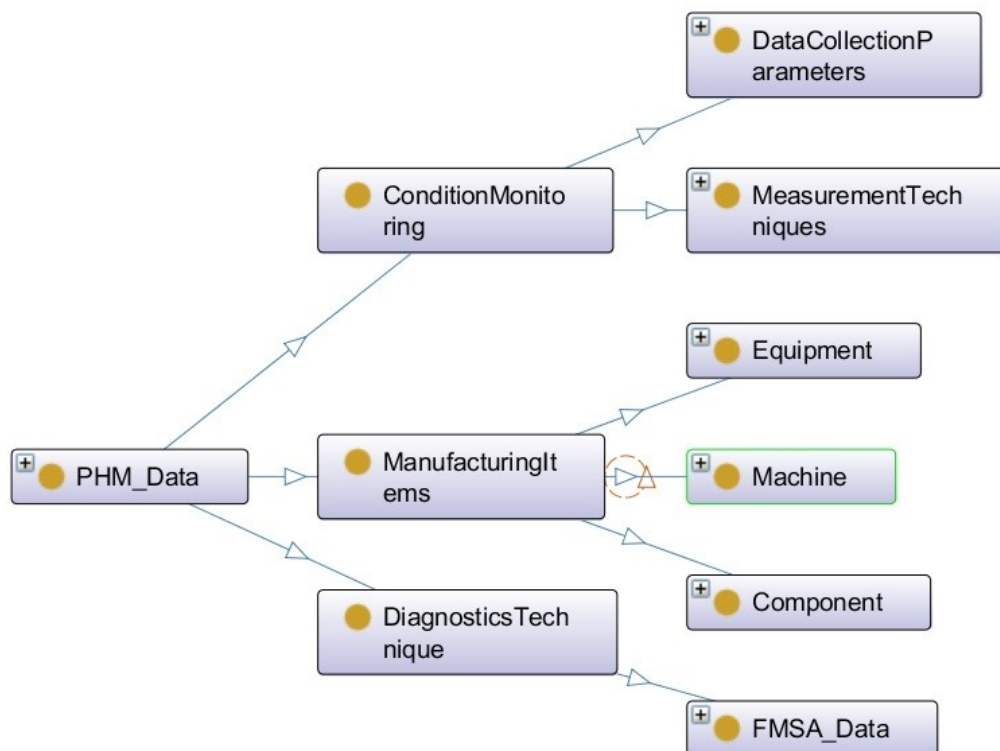 DataCollectionP
arameters
ConditionMonito
ring
MeasurementTech
niques
Equipment
PHM_Data
ManufacturingIt
ems
Machine
Component
DiagnosticsTech
nique
FMSA_Data